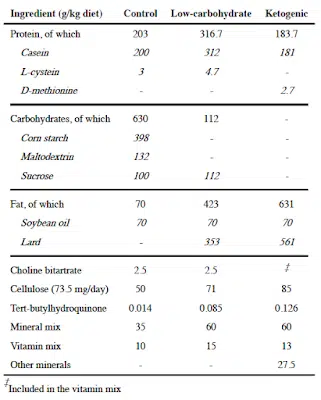 Ingredient (g/kg diet) Control Low-carbohydrate Ketogenic
Protein, of which 203 316.7 183.7
Casein 200 312 181
L-cystein 3 4.7 -
D-methionine - - 2.7
Carbohydrates, of which 630 112 -
Corn starch 398 - -
Maltodextrin 132 - -
Sucrose 100 112 -
Fat, of which 70 423 631
Soybean oil 70 70 70
Lard - 353 561
Choline bitartrate 2.5 2.5 ‡
Cellulose (73.5 mg/day) 50 71 85
Tert-butylhydroquinone 0.014 0.085 0.126
Mineral mix 35 60 60
Vitamin mix 10 15 13
Other minerals - - 27.5
‡Included in the vitamin mix